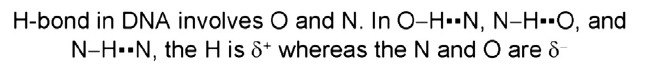 H-bond in DNA involves O and N. In O–H··N, N–H··O, and
N–H··N, the H is δ⁺ whereas the N and O are δ⁻